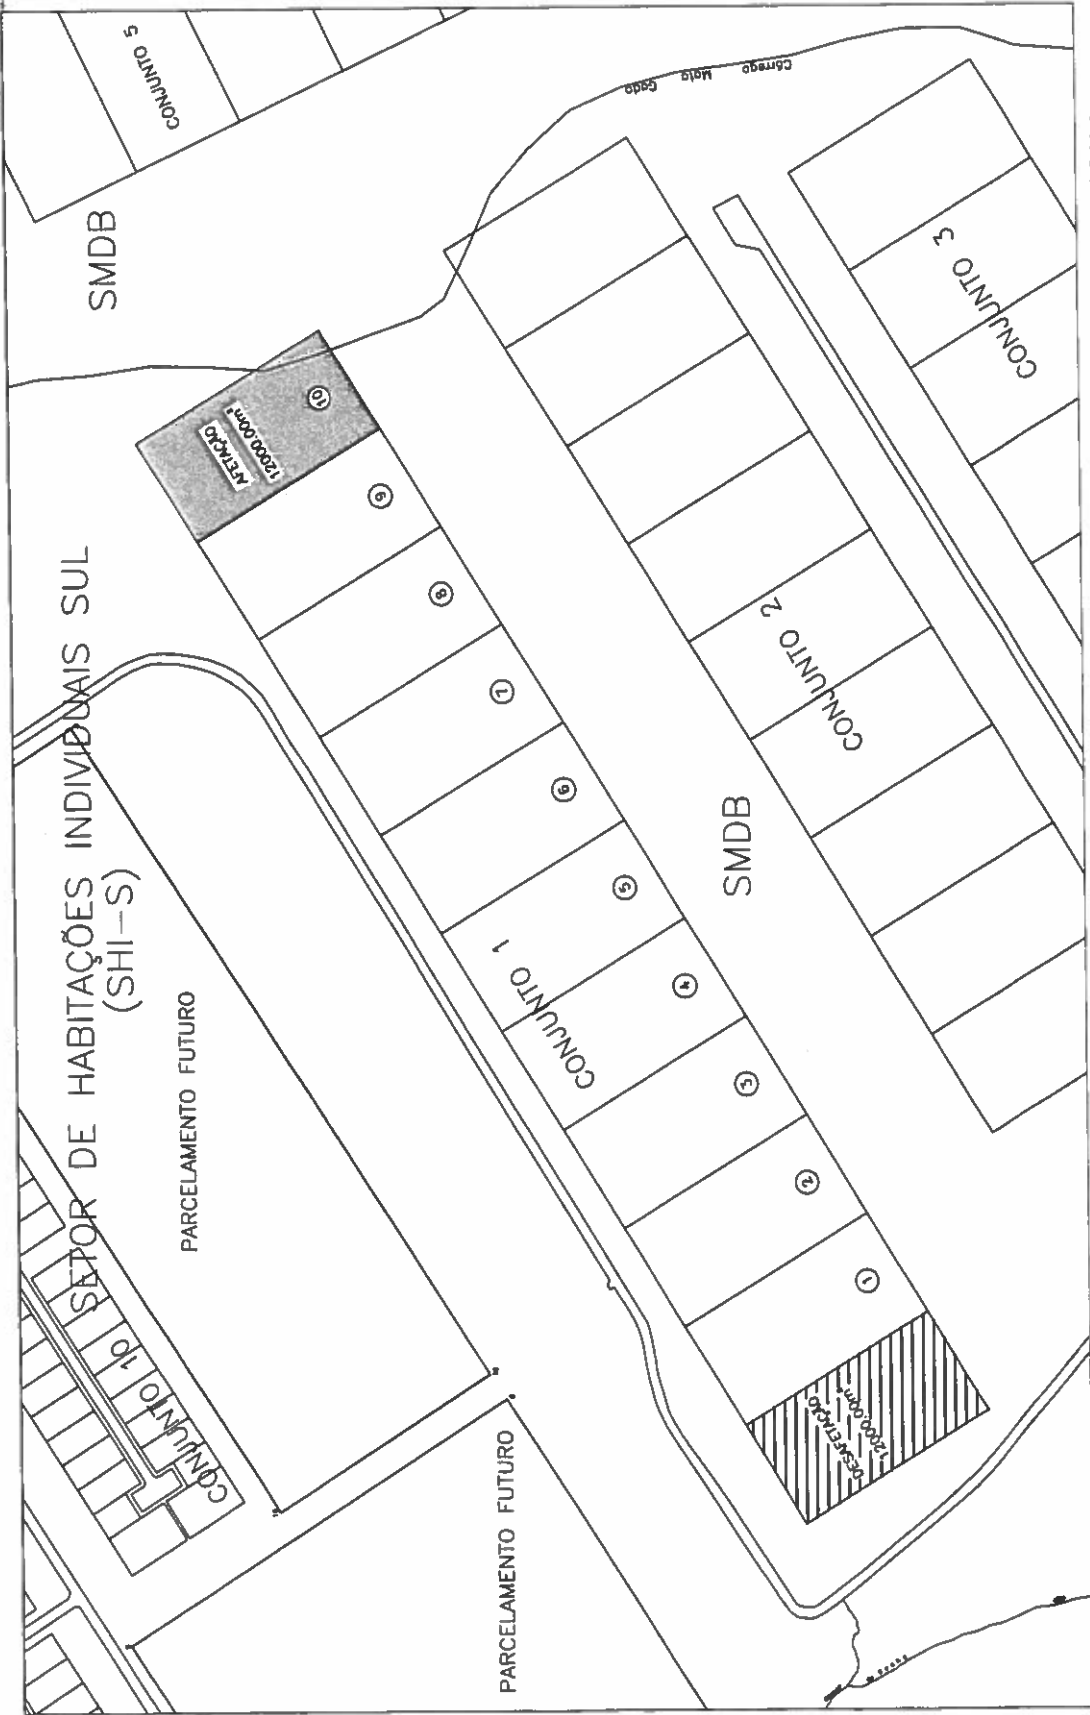 SETOR DE HABITAÇÕES INDIVIDUAIS SUL
(SHI-S)
SMDB
CONJUNTO 5
CONJUNTO 10
PARCELAMENTO FUTURO
PARCELAMENTO FUTURO
Córrego Mata Gado
AFETAÇÃO
12000.00m²
10
9
8
7
6
5
4
3
2
1
CONJUNTO 1
DESAFETAÇÃO
12000.00m²
SMDB
CONJUNTO 2
CONJUNTO 3